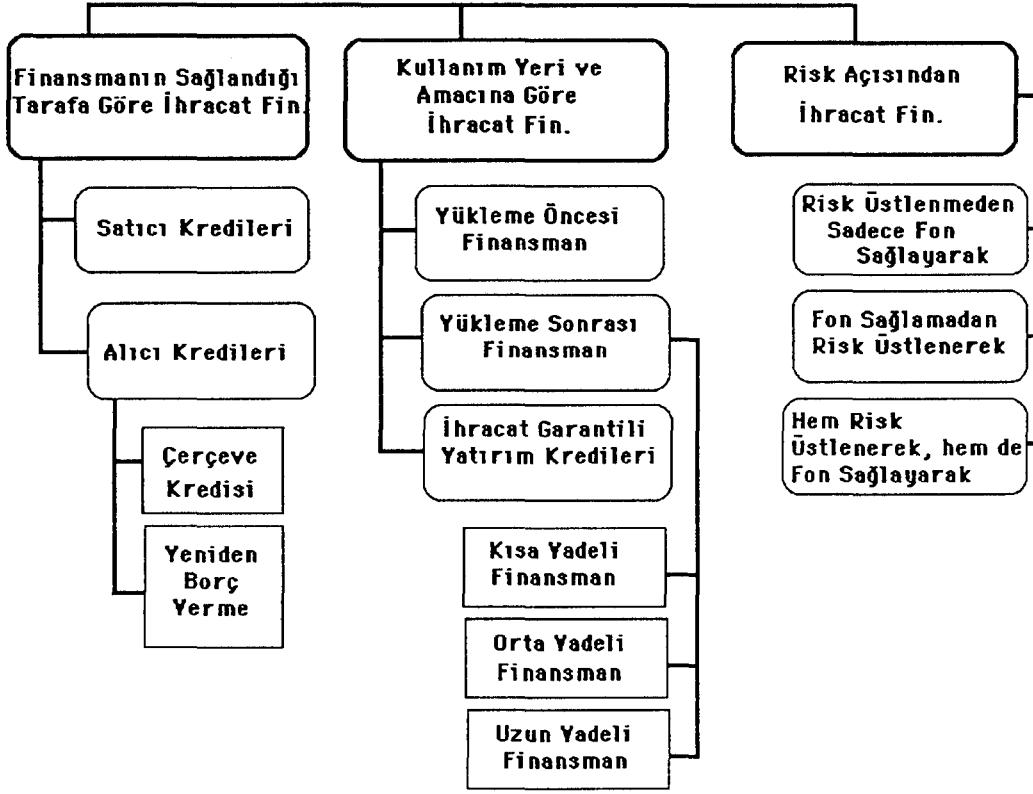 Finansmanın Sağlandığı
Tarafa Göre İhracat Fin.
Satıcı Kredileri
Alıcı Kredileri
Çerçeve
Kredisi
Yeniden
Borç
Verme
Kullanım Yeri ve
Amacına Göre
İhracat Fin.
Yükleme Öncesi
Finansman
Yükleme Sonrası
Finansman
İhracat Garantili
Yatırım Kredileri
Kısa Vadeli
Finansman
Orta Vadeli
Finansman
Uzun Vadeli
Finansman
Risk Açısından
İhracat Fin.
Risk Üstlenmeden
Sadece Fon
Sağlayarak
Fon Sağlamadan
Risk Üstlenerek
Hem Risk
Üstlenerek, hem de
Fon Sağlayarak